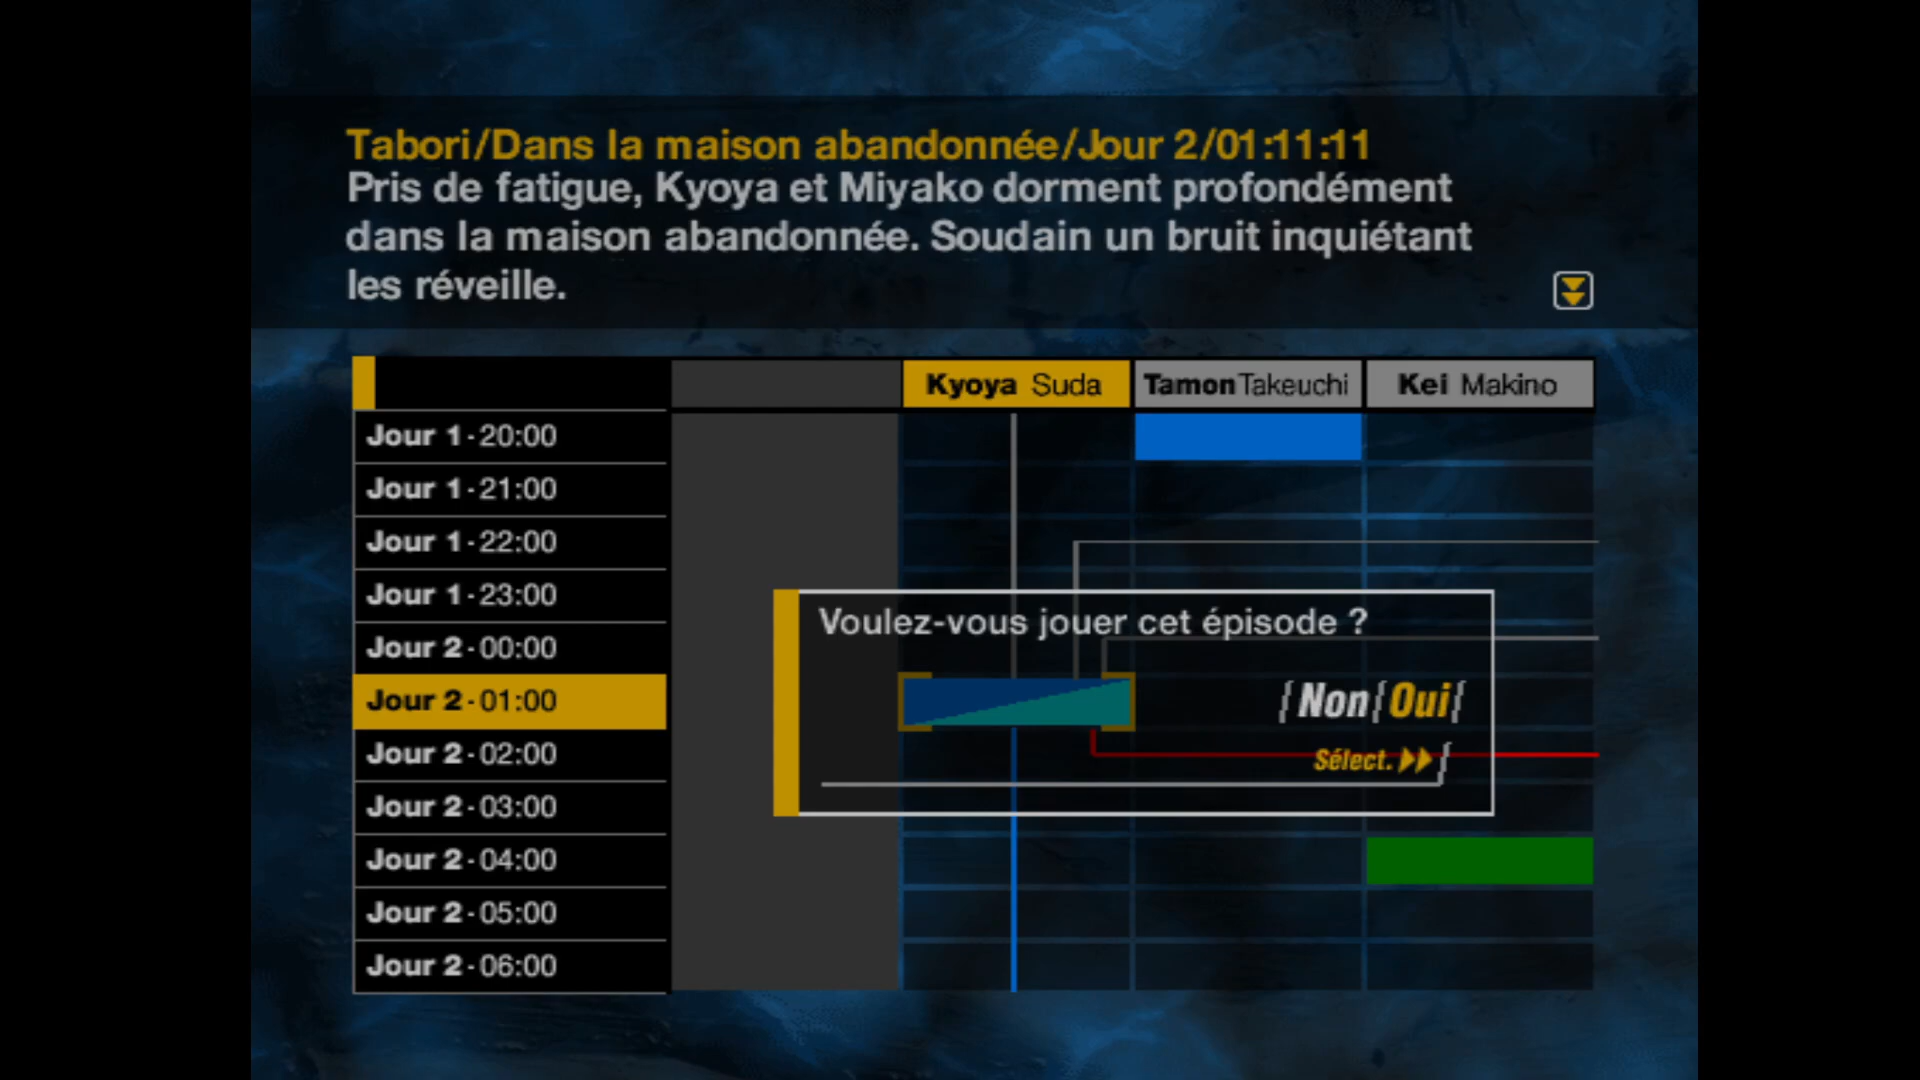 Tabori/Dans la maison abandonnée/Jour 2/01:11:11
Pris de fatigue, Kyoya et Miyako dorment profondément
dans la maison abandonnée. Soudain un bruit inquiétant
les réveille.
Kyoya Suda
Tamon Takeuchi
Kei Makino
Jour 1 - 20:00
Jour 1 - 21:00
Jour 1 - 22:00
Jour 1 - 23:00
Jour 2 - 00:00
Jour 2 - 01:00
Jour 2 - 02:00
Jour 2 - 03:00
Jour 2 - 04:00
Jour 2 - 05:00
Jour 2 - 06:00
Voulez-vous jouer cet épisode ?
Non Oui
Sélect.